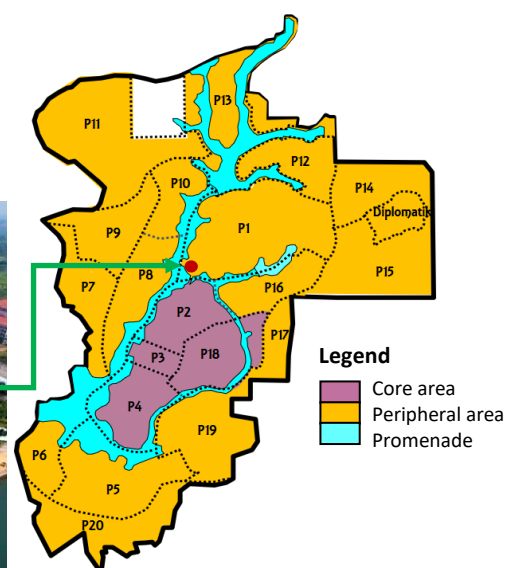 P13
P11
P12
P10
P14
Diplomatik
P1
P9
P8
P15
P7
P16
P2
P17
P3
P18
P4
P19
P6
P5
P20
Legend
Core area
Peripheral area
Promenade